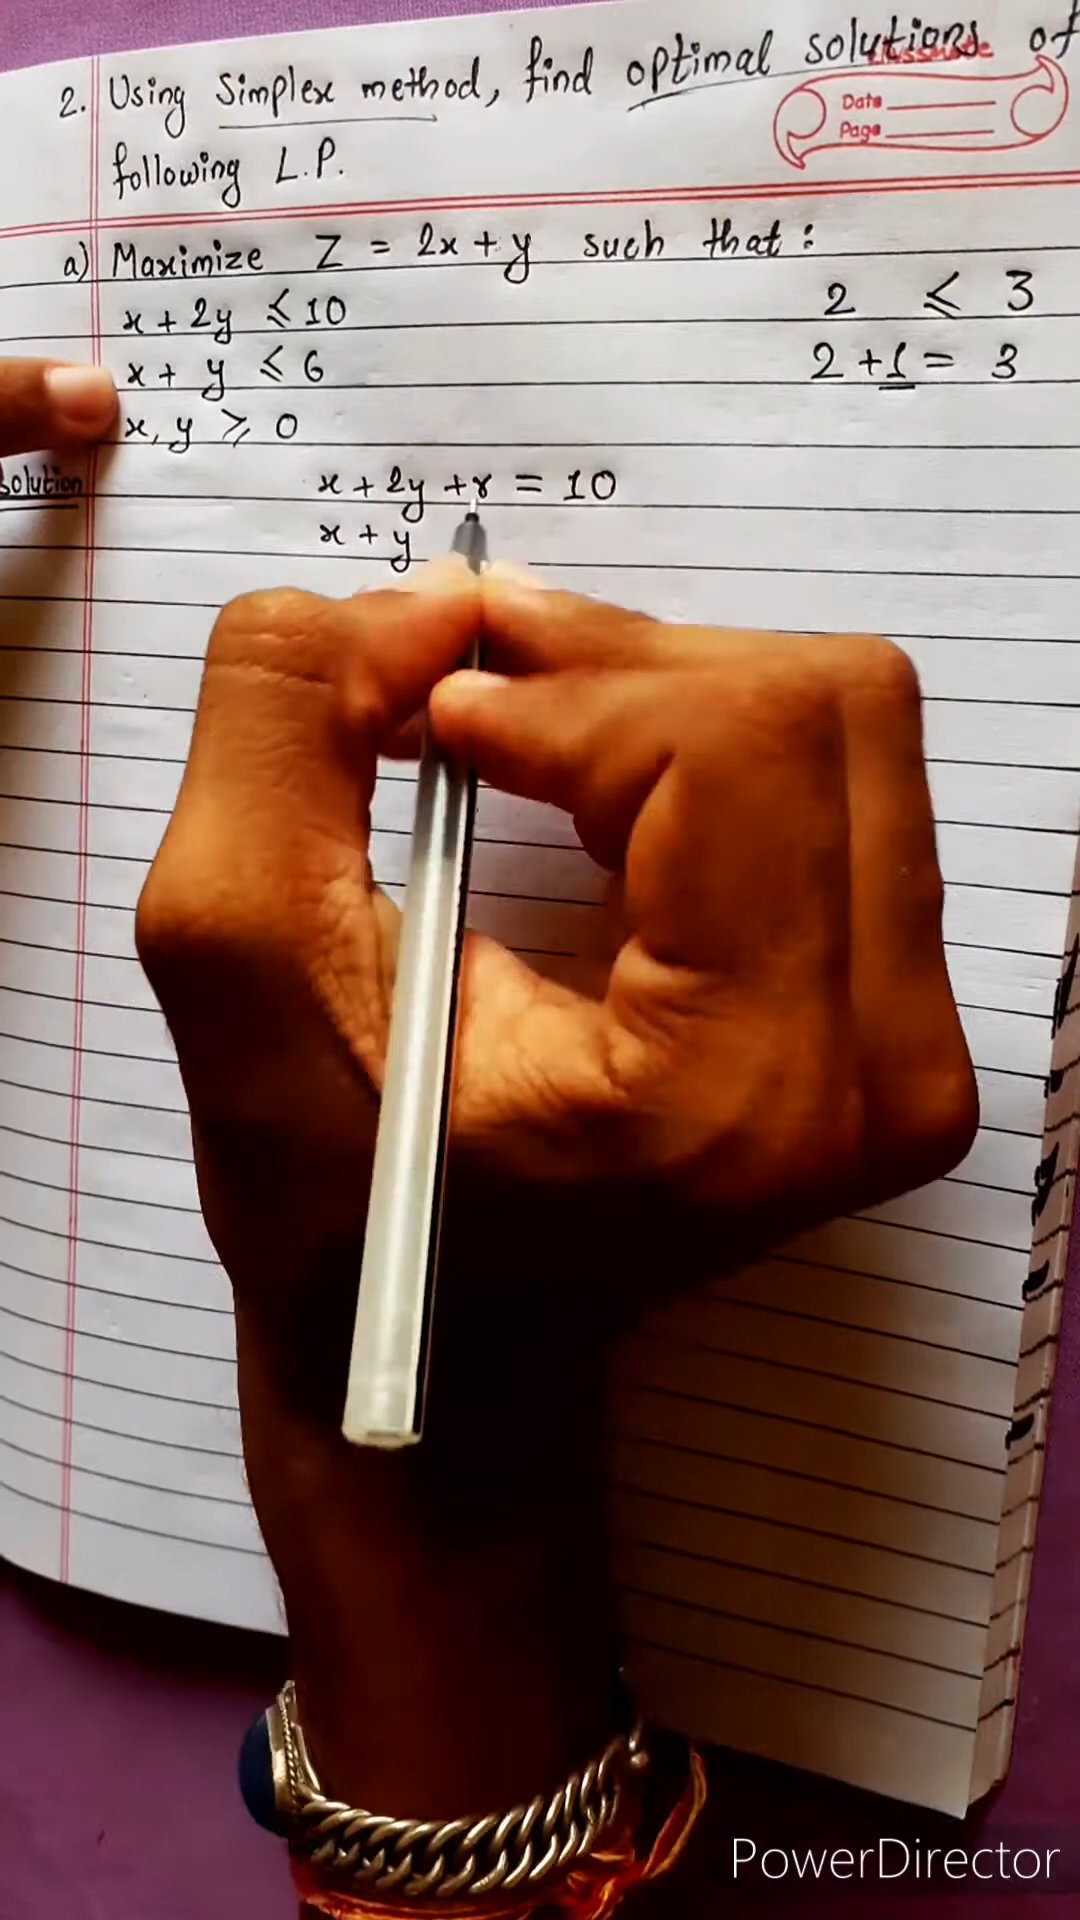 2. Using Simplex method, find optimal solutions of
following L.P.
Date
Page
a) Maximize Z = 2x + y such that :
x + 2y ⩽ 10
x + y ⩽ 6
x, y ⩾ 0
2 ⩽ 3
2 + 1 = 3
Solution
x + 2y + r = 10
x + y
PowerDirector